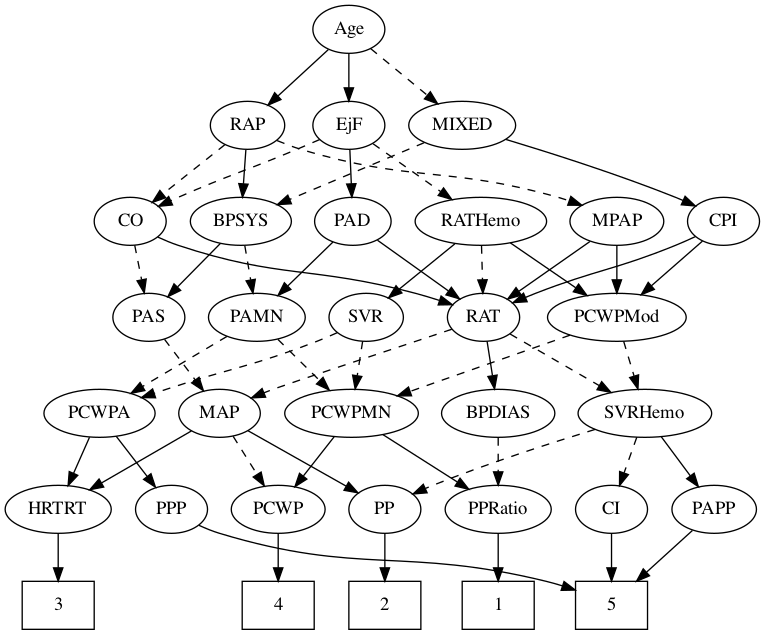 Age
RAP EjF MIXED
CO BPSYS PAD RATHemo MPAP CPI
PAS PAMN SVR RAT PCWPMod
PCWPA MAP PCWPMN BPDIAS SVRHemo
HRTRT PPP PCWP PP PPRatio CI PAPP
3 4 2 1 5